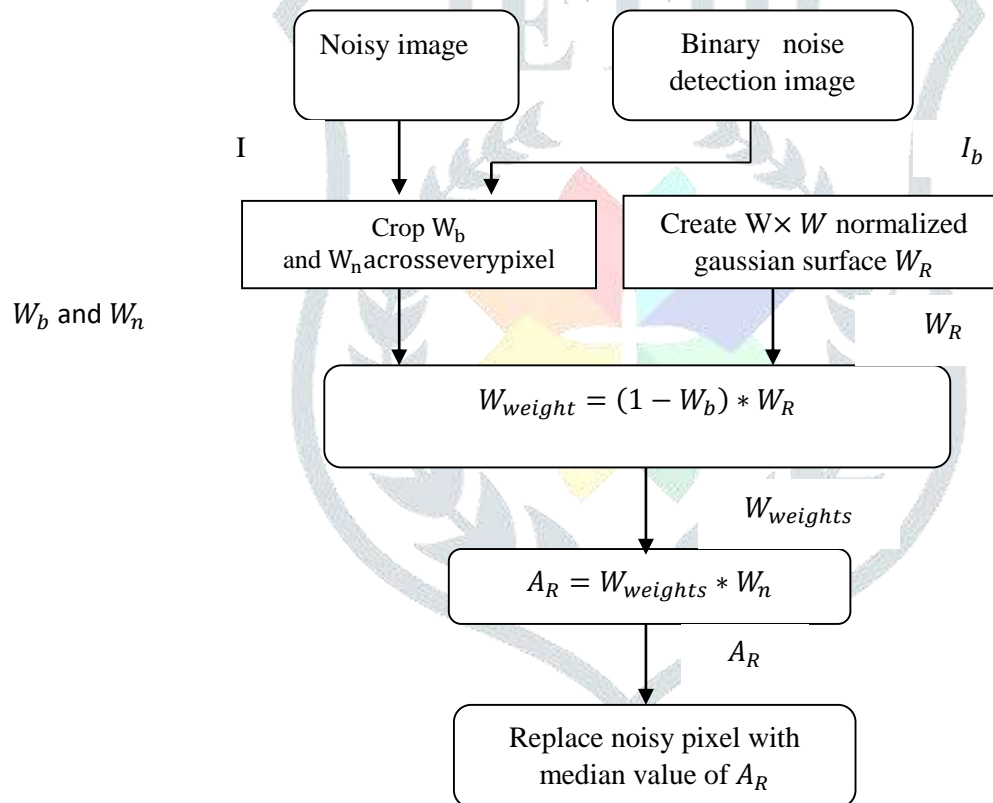 Noisy image
Binary noise
detection image
I
I_b
Crop W_b
and W_nacrosseverypixel
Create W× W normalized
gaussian surface W_R
W_b and W_n
W_R
W_weight = (1 − W_b) * W_R
W_weights
A_R = W_weights * W_n
A_R
Replace noisy pixel with
median value of A_R